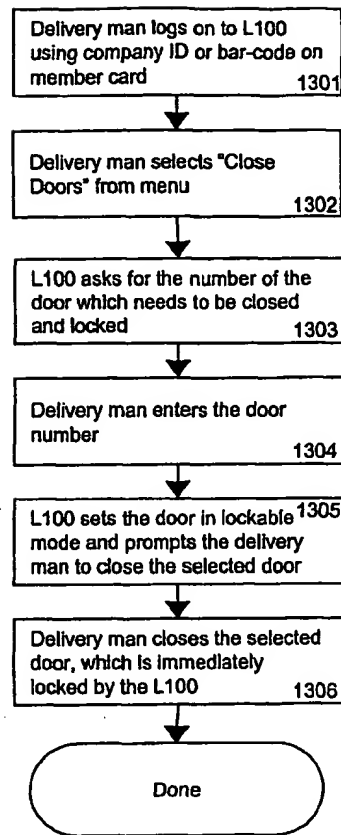 Delivery man logs on to L100
using company ID or bar-code on
member card
1301
Delivery man selects "Close
Doors" from menu
1302
L100 asks for the number of the
door which needs to be closed
and locked
1303
Delivery man enters the door
number
1304
L100 sets the door in lockable 1305
mode and prompts the delivery
man to close the selected door
Delivery man closes the selected
door, which is immediately
locked by the L100
1306
Done